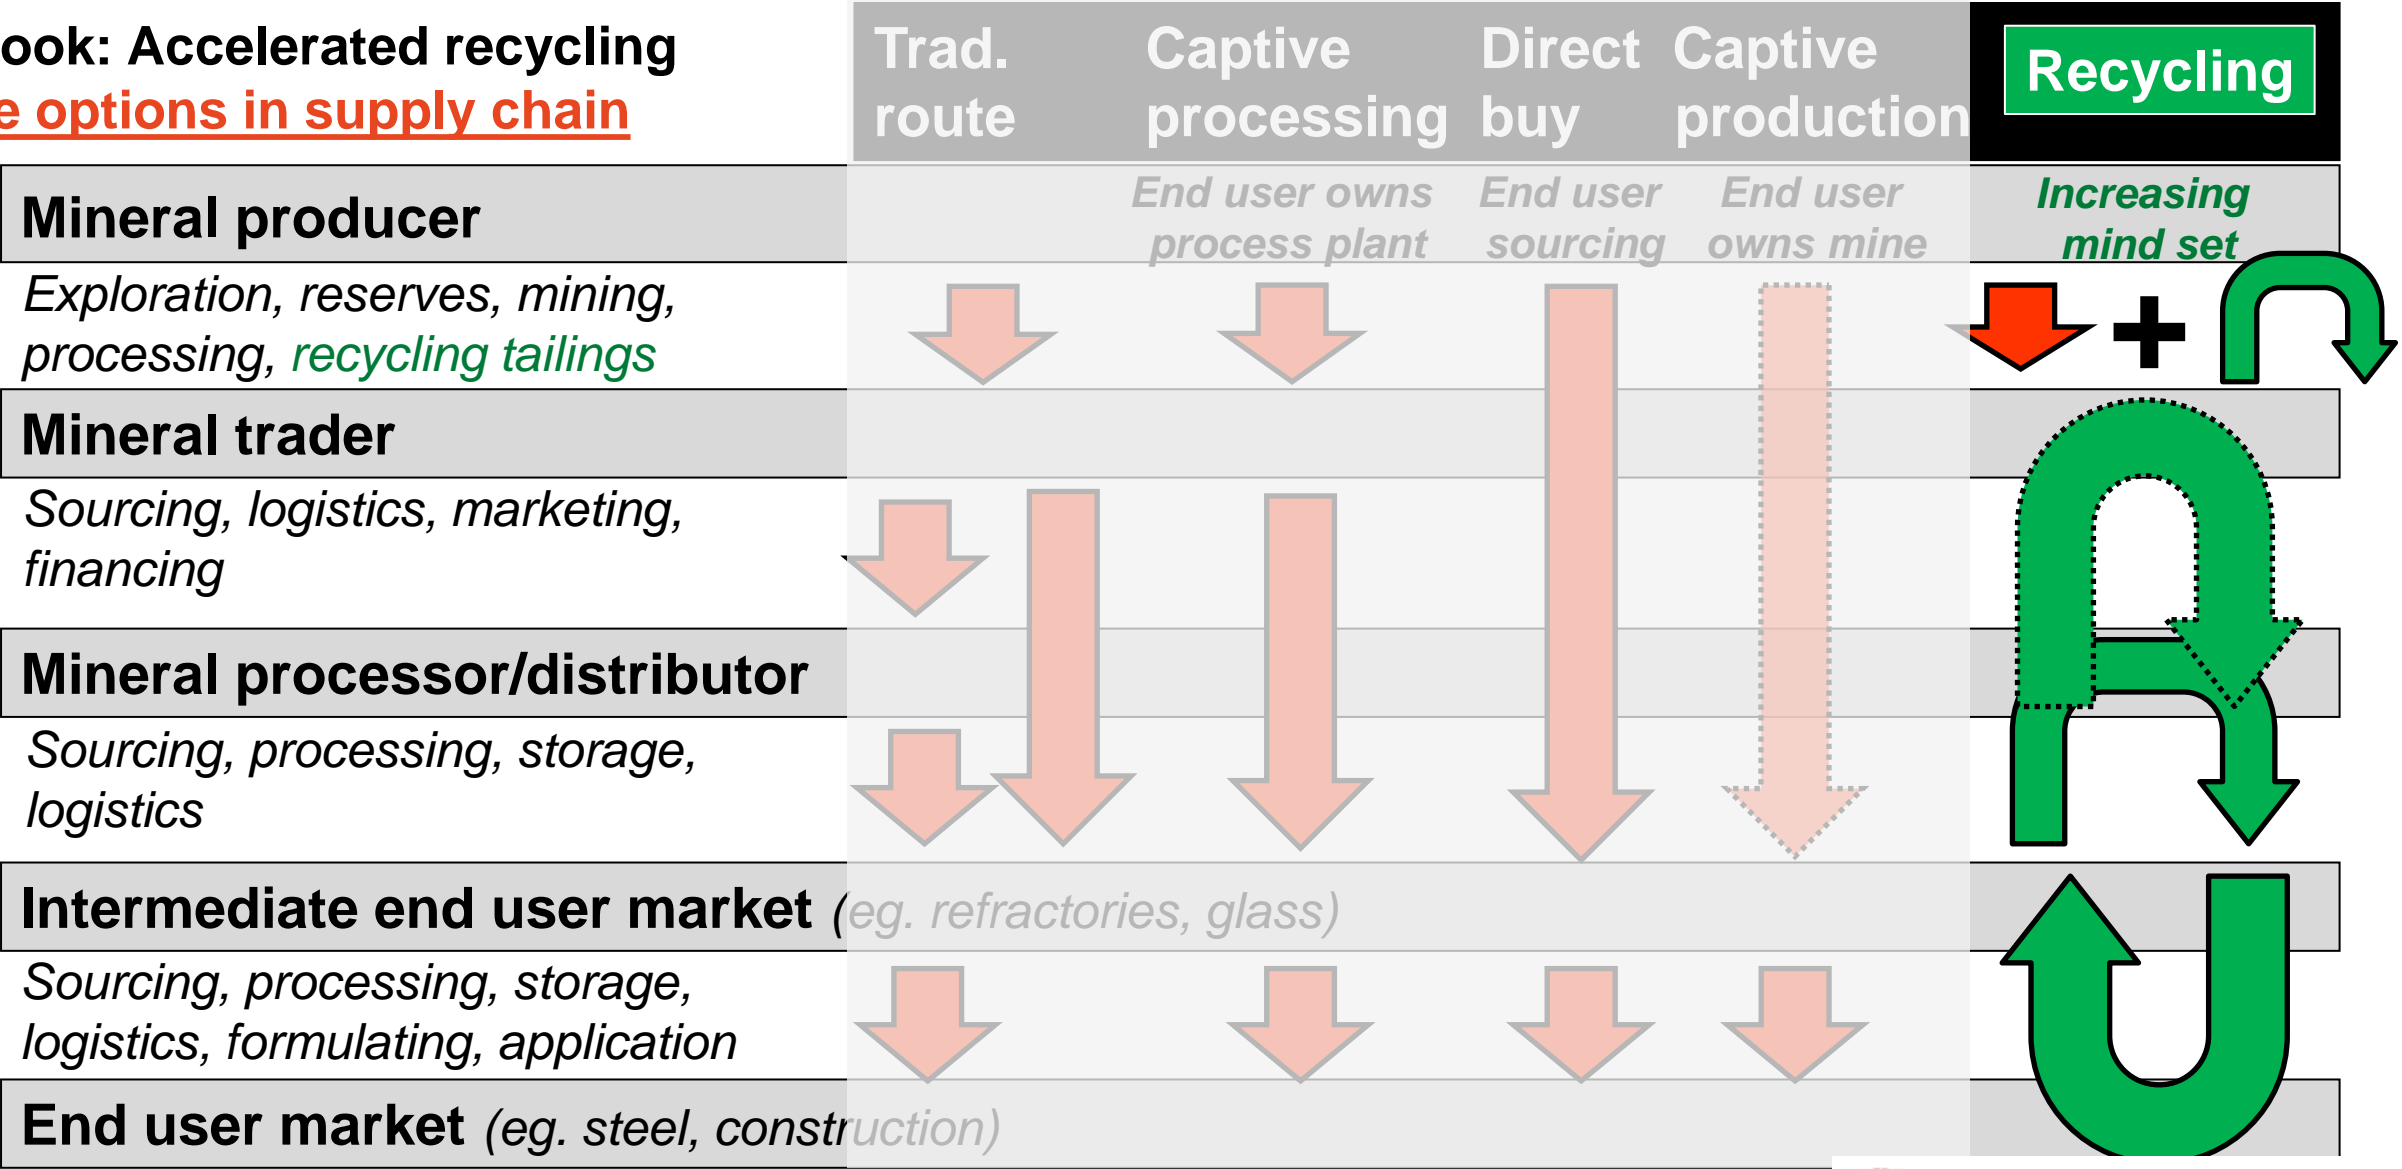 ook: Accelerated recycling
e options in supply chain
Trad.
route
Captive
processing
Direct
buy
Captive
production
Recycling
Mineral producer
End user owns
process plant
End user
sourcing
End user
owns mine
Increasing
mind set
Exploration, reserves, mining,
processing, recycling tailings
+
Mineral trader
Sourcing, logistics, marketing,
financing
Mineral processor/distributor
Sourcing, processing, storage,
logistics
Intermediate end user market (eg. refractories, glass)
Sourcing, processing, storage,
logistics, formulating, application
End user market (eg. steel, construction)